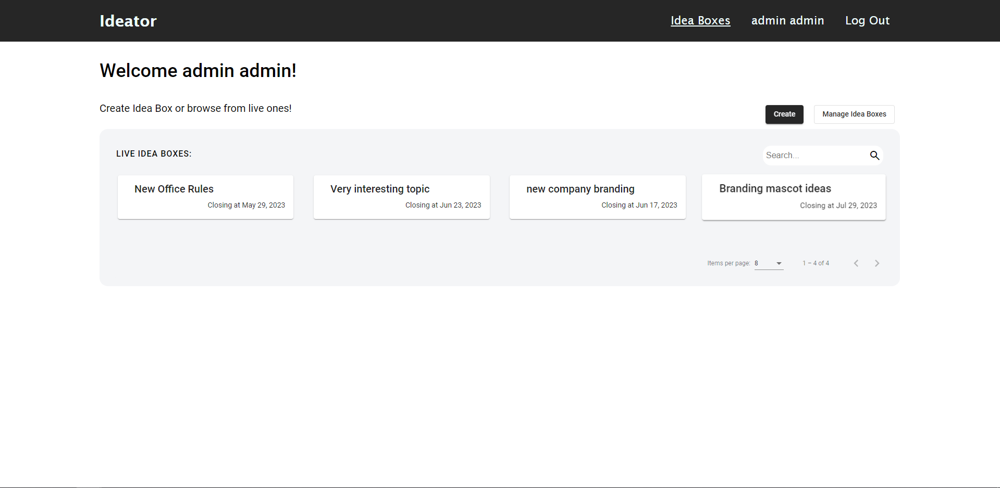 Ideator
Idea Boxes admin admin Log Out
Welcome admin admin!
Create Idea Box or browse from live ones!
Create Manage Idea Boxes
LIVE IDEA BOXES:
Search...
New Office Rules
Closing at May 29, 2023
Very interesting topic
Closing at Jun 23, 2023
new company branding
Closing at Jun 17, 2023
Branding mascot ideas
Closing at Jul 29, 2023
Items per page: 8 1 – 4 of 4